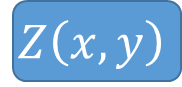 Z(x, y)